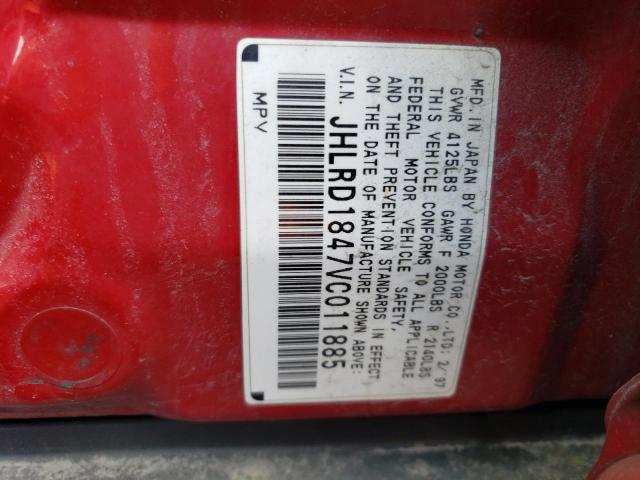 MFD. IN JAPAN BY HONDA MOTOR CO., LTD: 2/'97
GVWR 4125LBS GAWR F 2000LBS R 2140LBS
THIS VEHICLE CONFORMS TO ALL APPLICABLE
FEDERAL MOTOR VEHICLE SAFETY,
AND THEFT PREVENTION STANDARDS IN EFFECT
ON THE DATE OF MANUFACTURE SHOWN ABOVE:
V.I.N. JHLRD1847VC011885
MPV